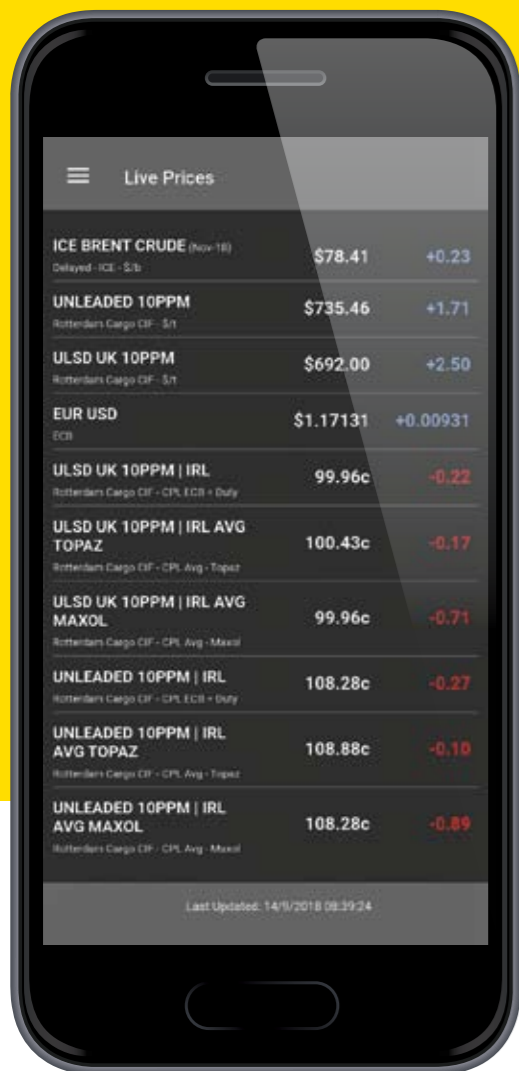 Live Prices
ICE BRENT CRUDE (Nov-18) $78.41 +0.23
Delayed - ICE - $/b
UNLEADED 10PPM $735.46 +1.71
Rotterdam Cargo CIF - $/t
ULSD UK 10PPM $692.00 +2.50
Rotterdam Cargo CIF - $/t
EUR USD $1.17131 +0.00931
ECB
ULSD UK 10PPM | IRL 99.96c -0.22
Rotterdam Cargo CIF - CPL ECB + Duty
ULSD UK 10PPM | IRL AVG
TOPAZ 100.43c -0.17
Rotterdam Cargo CIF - CPL Avg - Topaz
ULSD UK 10PPM | IRL AVG
MAXOL 99.96c -0.71
Rotterdam Cargo CIF - CPL Avg - Maxol
UNLEADED 10PPM | IRL 108.28c -0.27
Rotterdam Cargo CIF - CPL ECB + Duty
UNLEADED 10PPM | IRL
AVG TOPAZ 108.88c -0.10
Rotterdam Cargo CIF - CPL Avg - Topaz
UNLEADED 10PPM | IRL
AVG MAXOL 108.28c -0.89
Rotterdam Cargo CIF - CPL Avg - Maxol
Last Updated: 14/9/2018 08:39:24